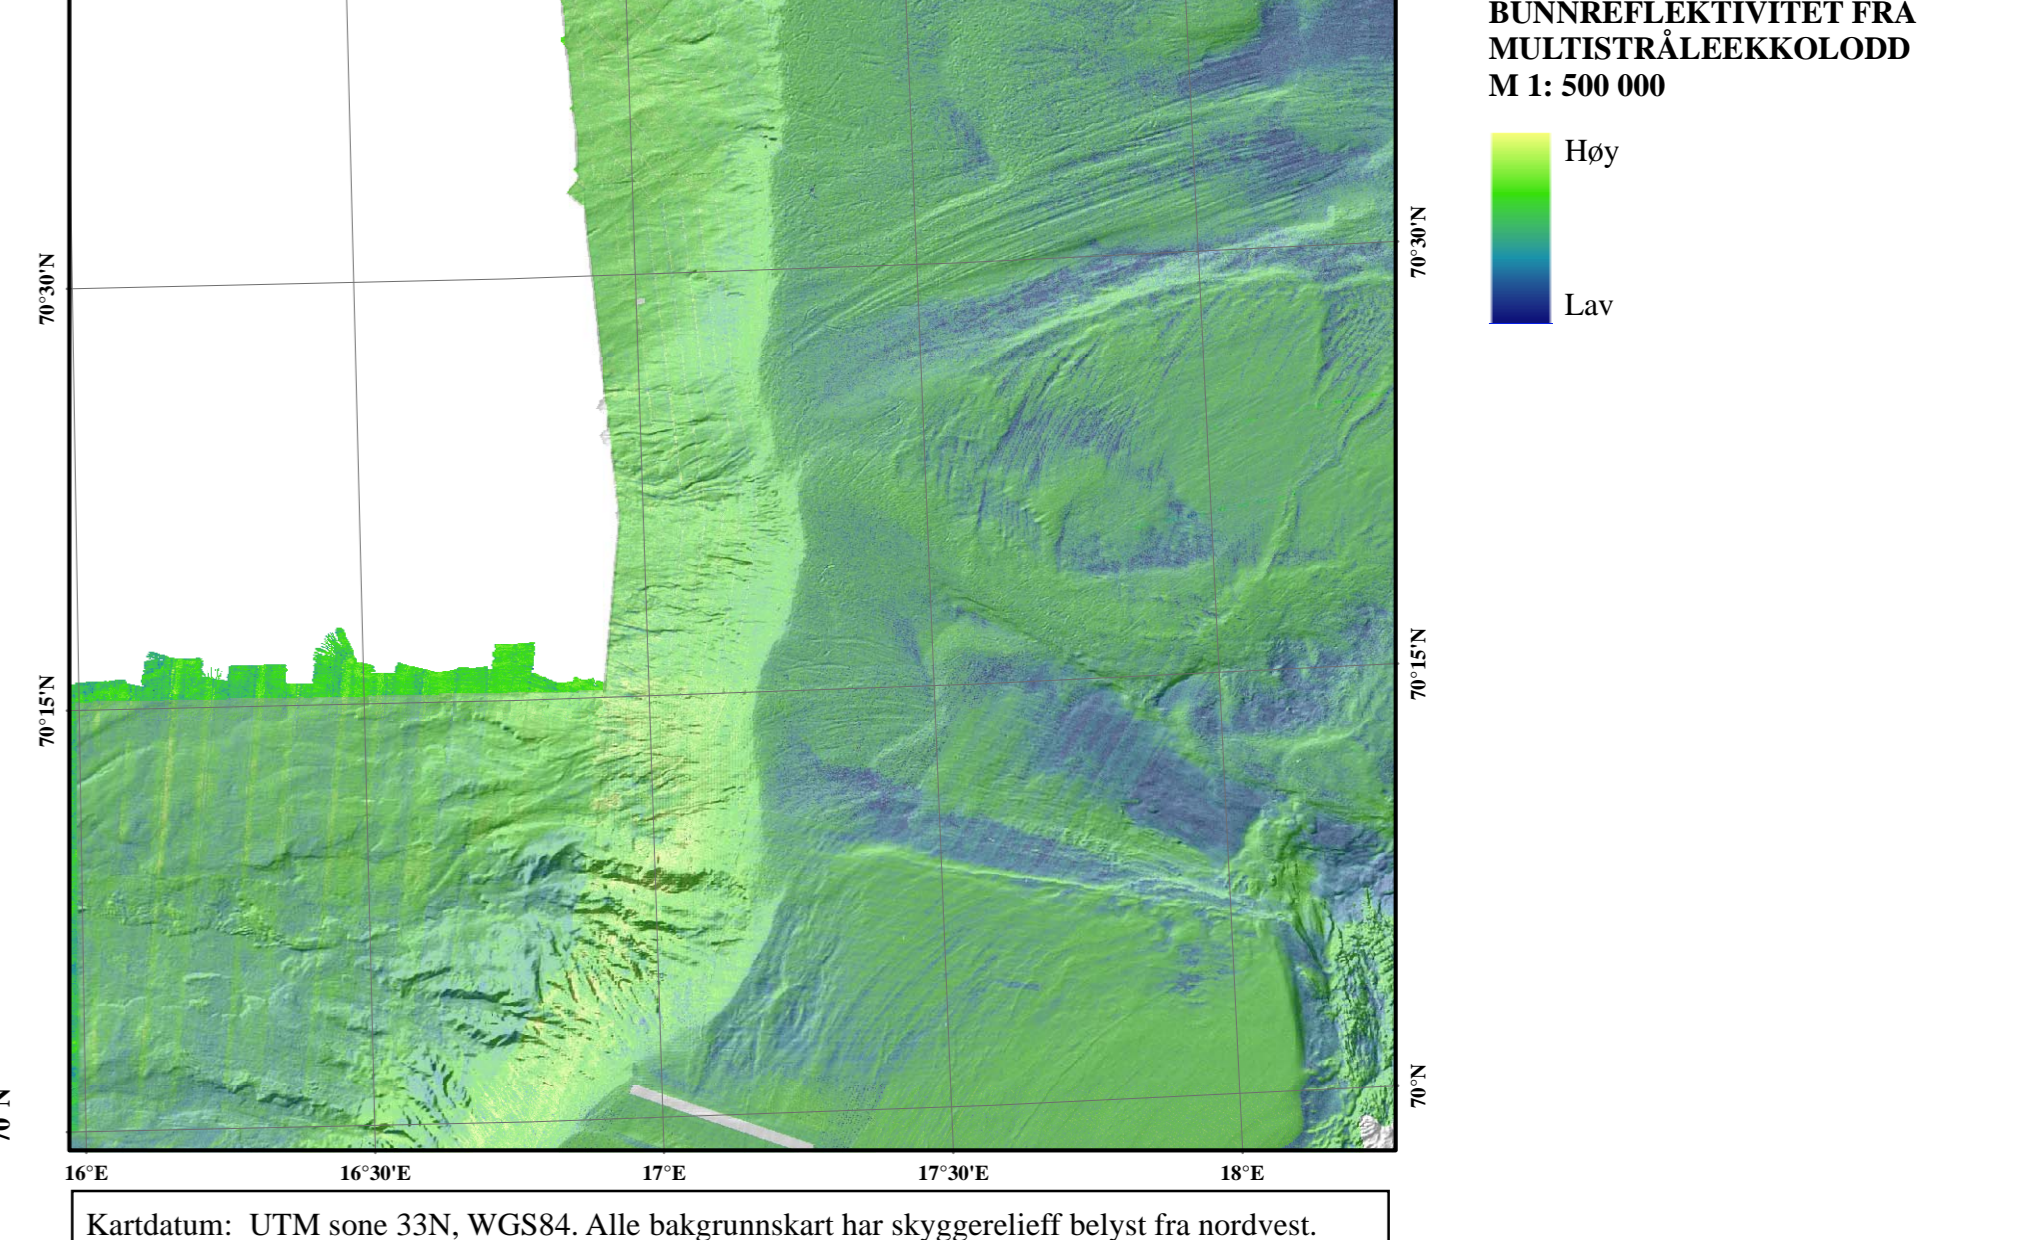 BUNNREFLEKTIVITET FRA
MULTISTRÅLEEKKOLODD
M 1: 500 000
Høy
Lav
70°30'N
70°30'N
70°15'N
70°15'N
70°N
70°N
16°E
16°30'E
17°E
17°30'E
18°E
Kartdatum: UTM sone 33N, WGS84. Alle bakgrunnskart har skyggerelieff belyst fra nordvest.